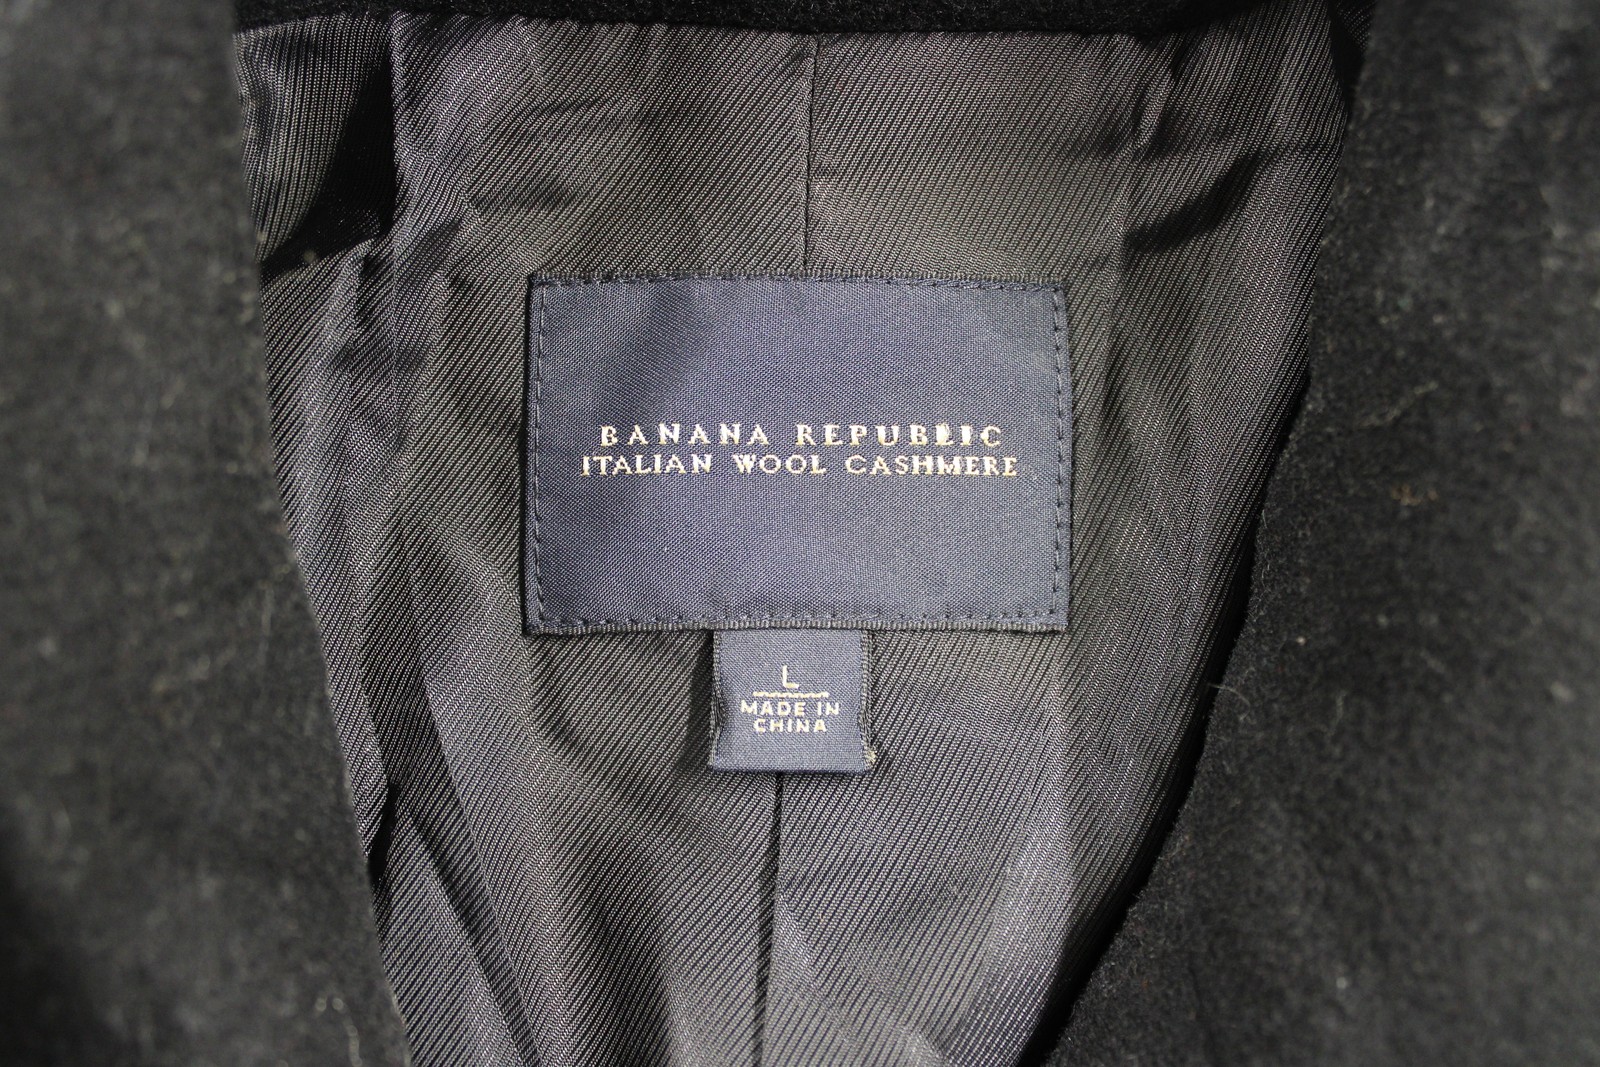 BANANA REPUBLIC
ITALIAN WOOL CASHMERE
L
MADE IN
CHINA